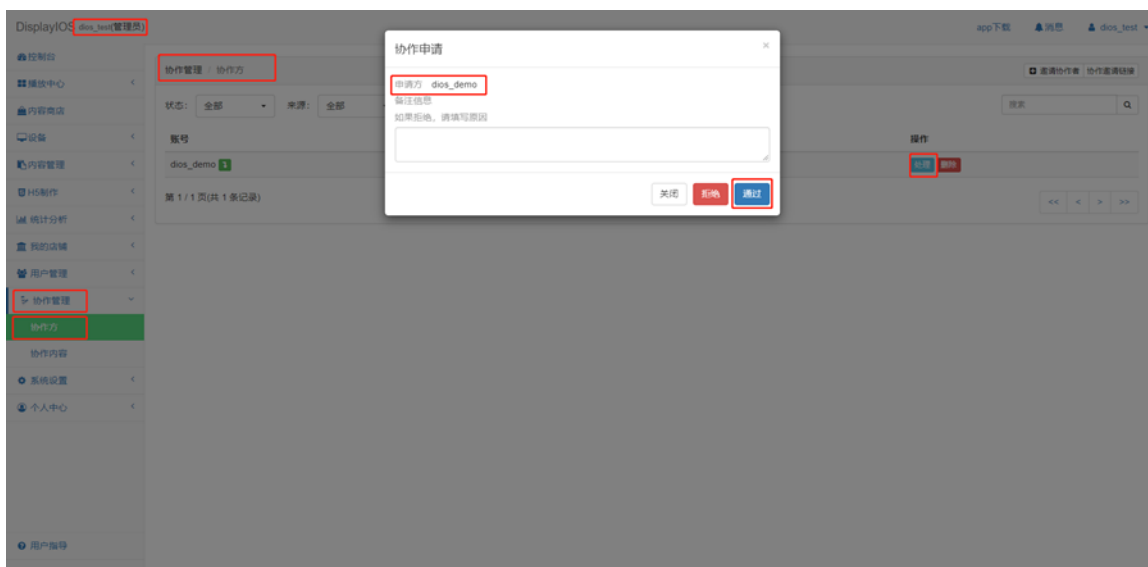 DisplayIOS dios_test(管理员)
app下载 消息 dios_test
控制台
播放中心
内容商店
设备
内容管理
H5制作
统计分析
我的店铺
用户管理
协作管理
协作方
协作内容
系统设置
个人中心
用户指导
协作管理 / 协作方
邀请协作者 协作邀请链接
状态: 全部 来源: 全部
搜索
账号 操作
dios_demo
处理 删除
第 1 / 1 页(共 1 条记录)
<< < > >>
协作申请 ×
申请方 dios_demo
备注信息
如果拒绝，请填写原因
关闭 拒绝 通过